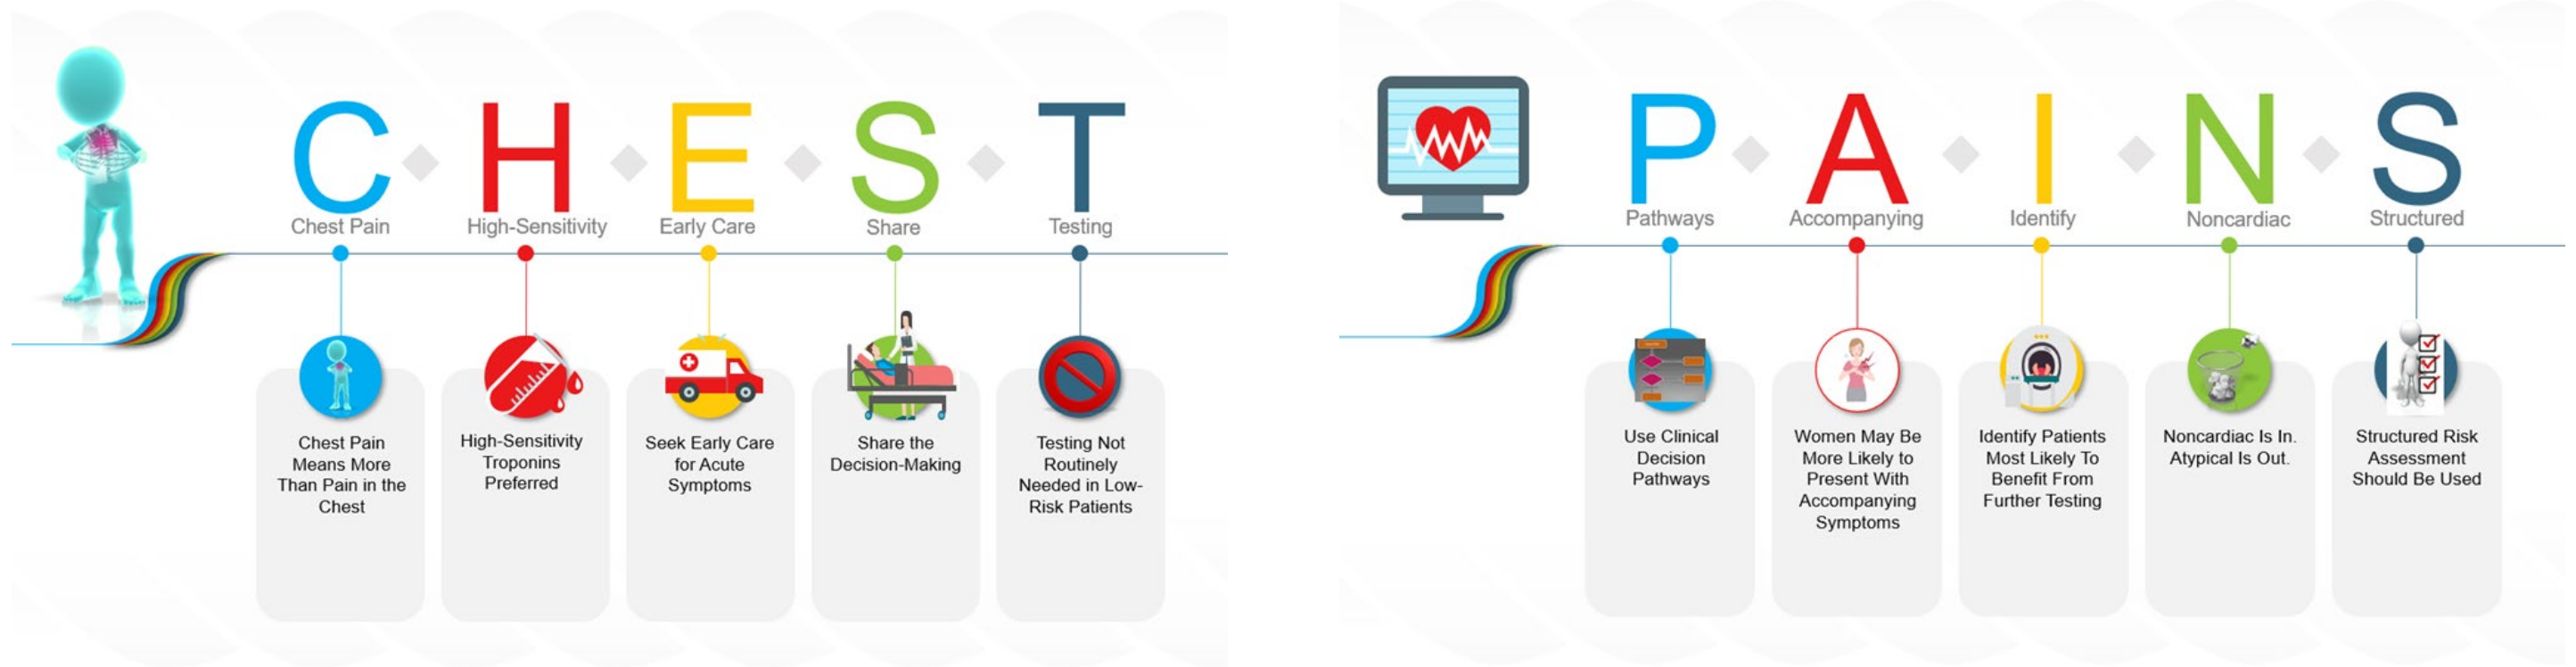 C H E S T
Chest Pain
High-Sensitivity
Early Care
Share
Testing
Chest Pain
Means More
Than Pain in the
Chest
High-Sensitivity
Troponins
Preferred
Seek Early Care
for Acute
Symptoms
Share the
Decision-Making
Testing Not
Routinely
Needed in Low-
Risk Patients
P A I N S
Pathways
Accompanying
Identify
Noncardiac
Structured
Use Clinical
Decision
Pathways
Women May Be
More Likely to
Present With
Accompanying
Symptoms
Identify Patients
Most Likely To
Benefit From
Further Testing
Noncardiac Is In.
Atypical Is Out.
Structured Risk
Assessment
Should Be Used